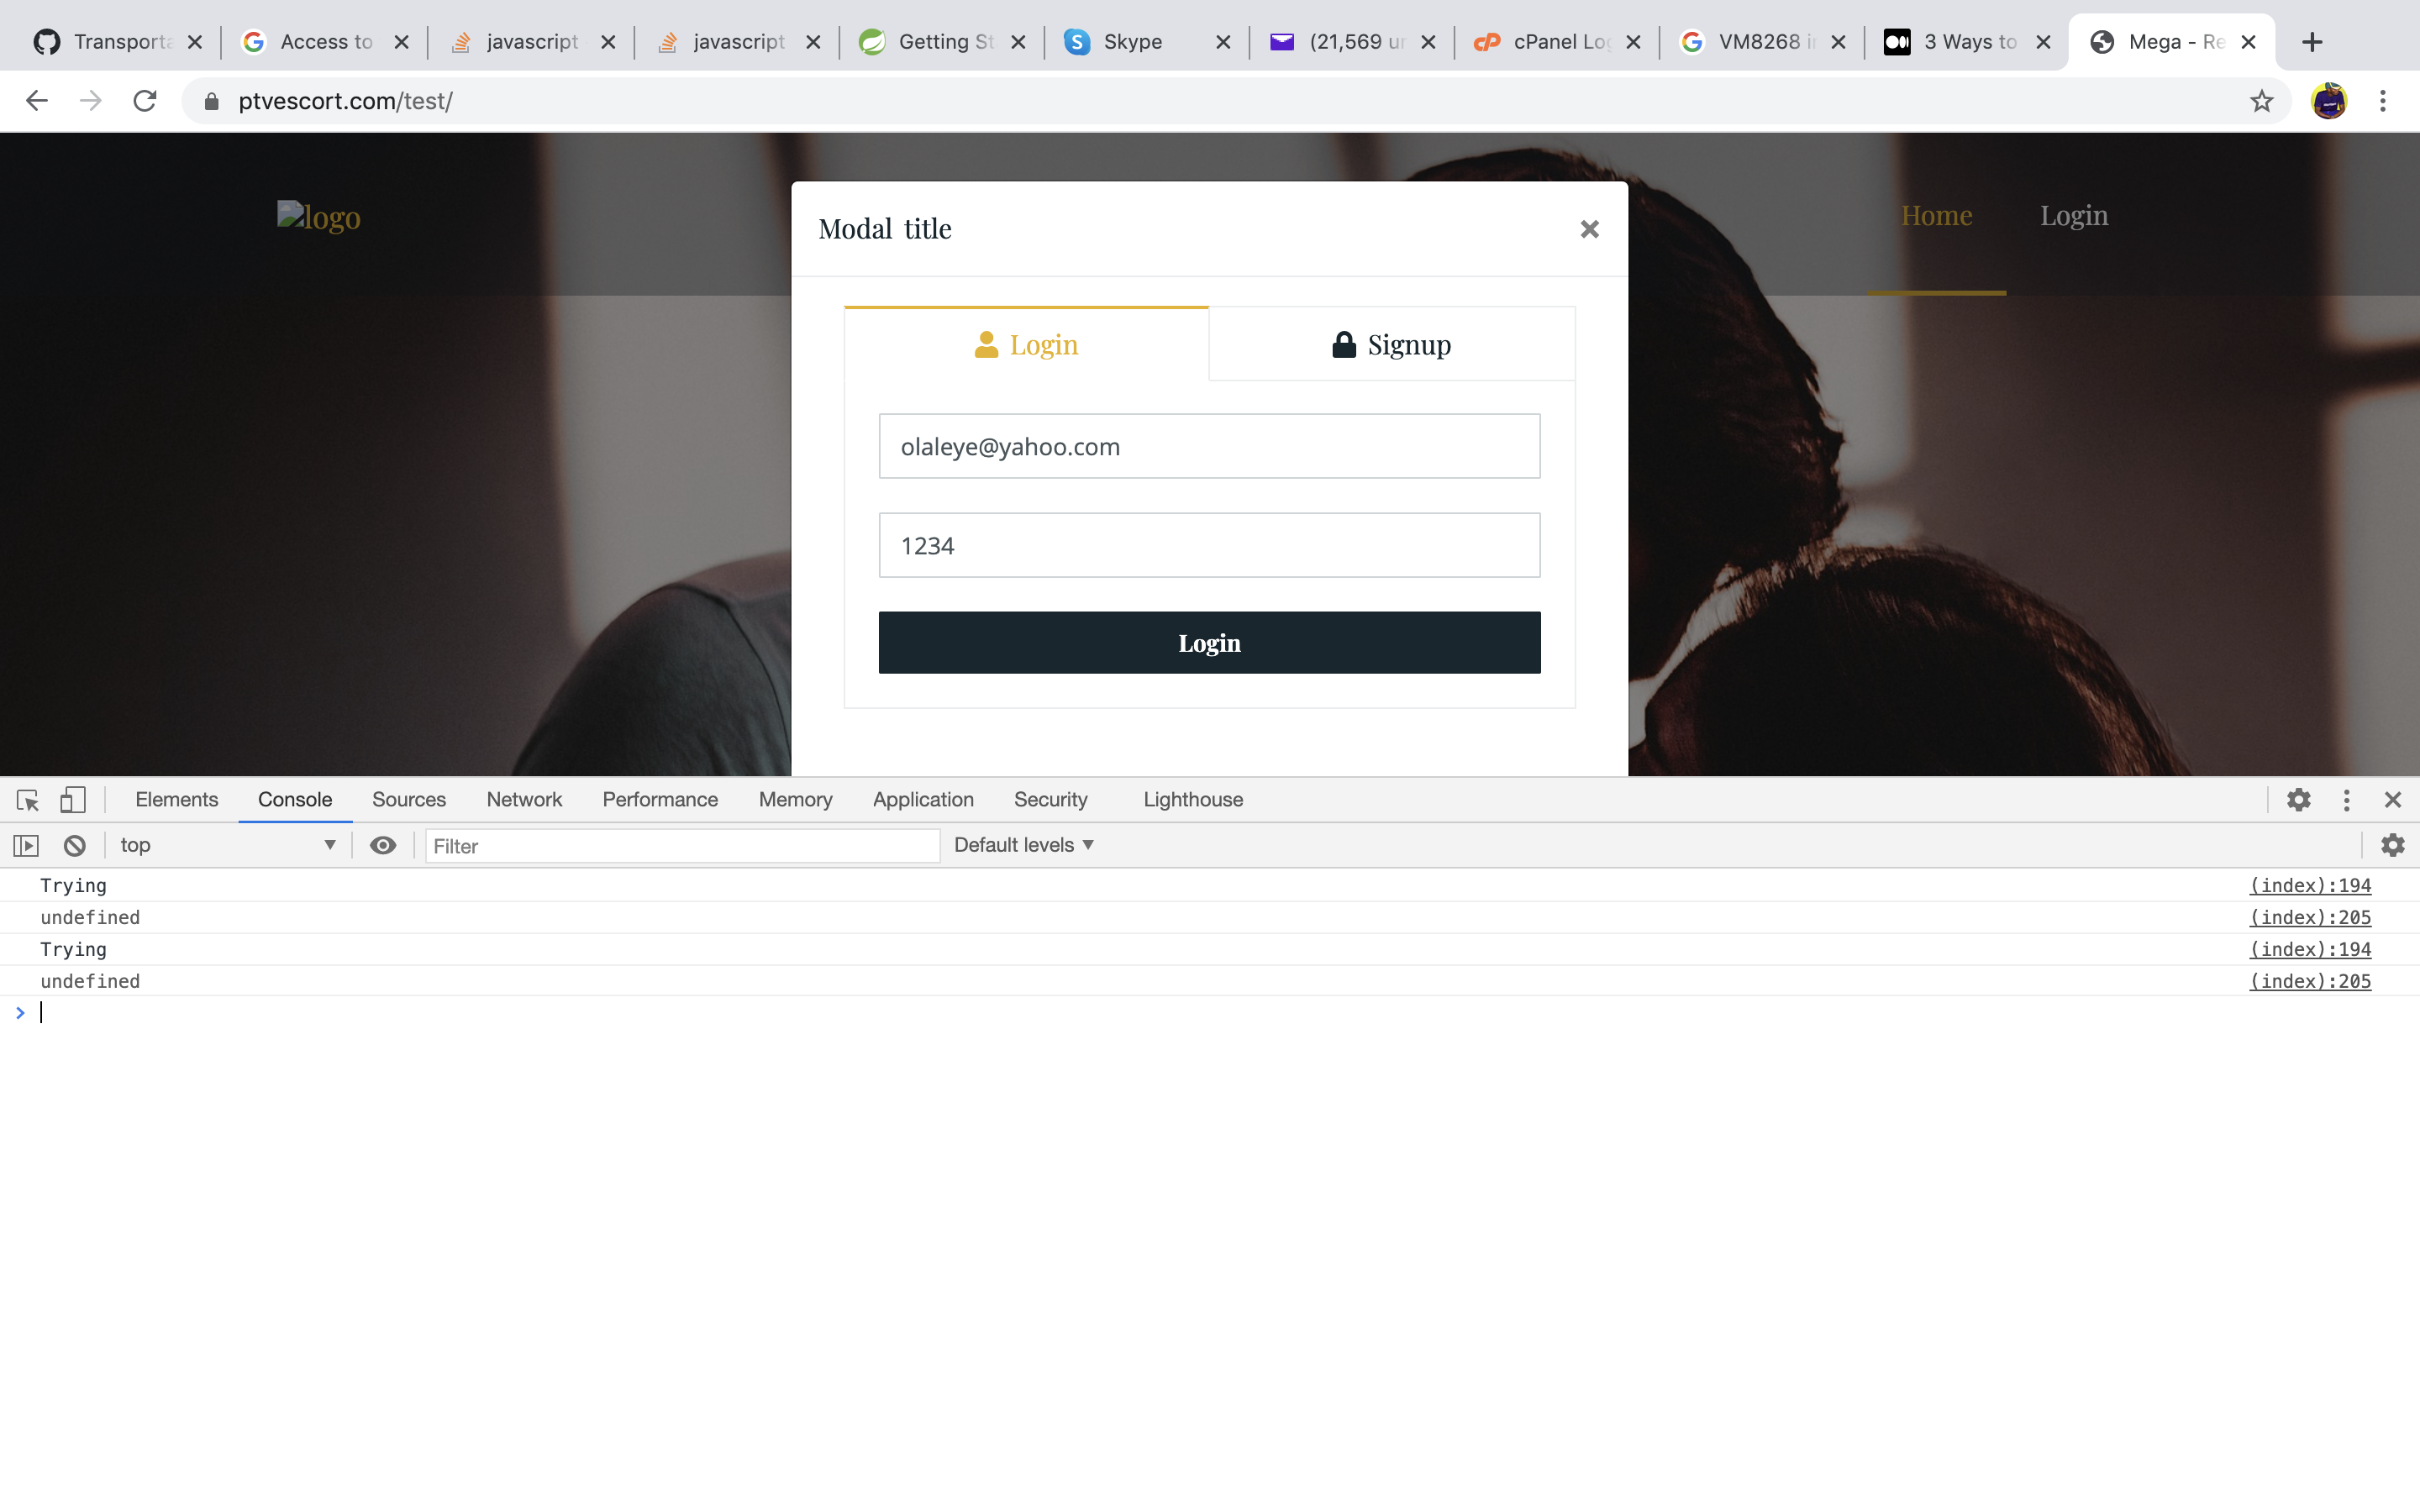 Transporta
Access to
javascript
javascript
Getting St
Skype
(21,569 ur
cPanel Log
VM8268 i
3 Ways to
Mega - Re
ptvescort.com/test/
logo
Home
Login
Modal title
Login
Signup
olaleye@yahoo.com
1234
Login
Elements
Console
Sources
Network
Performance
Memory
Application
Security
Lighthouse
top
Filter
Default levels
Trying (index):194
undefined (index):205
Trying (index):194
undefined (index):205